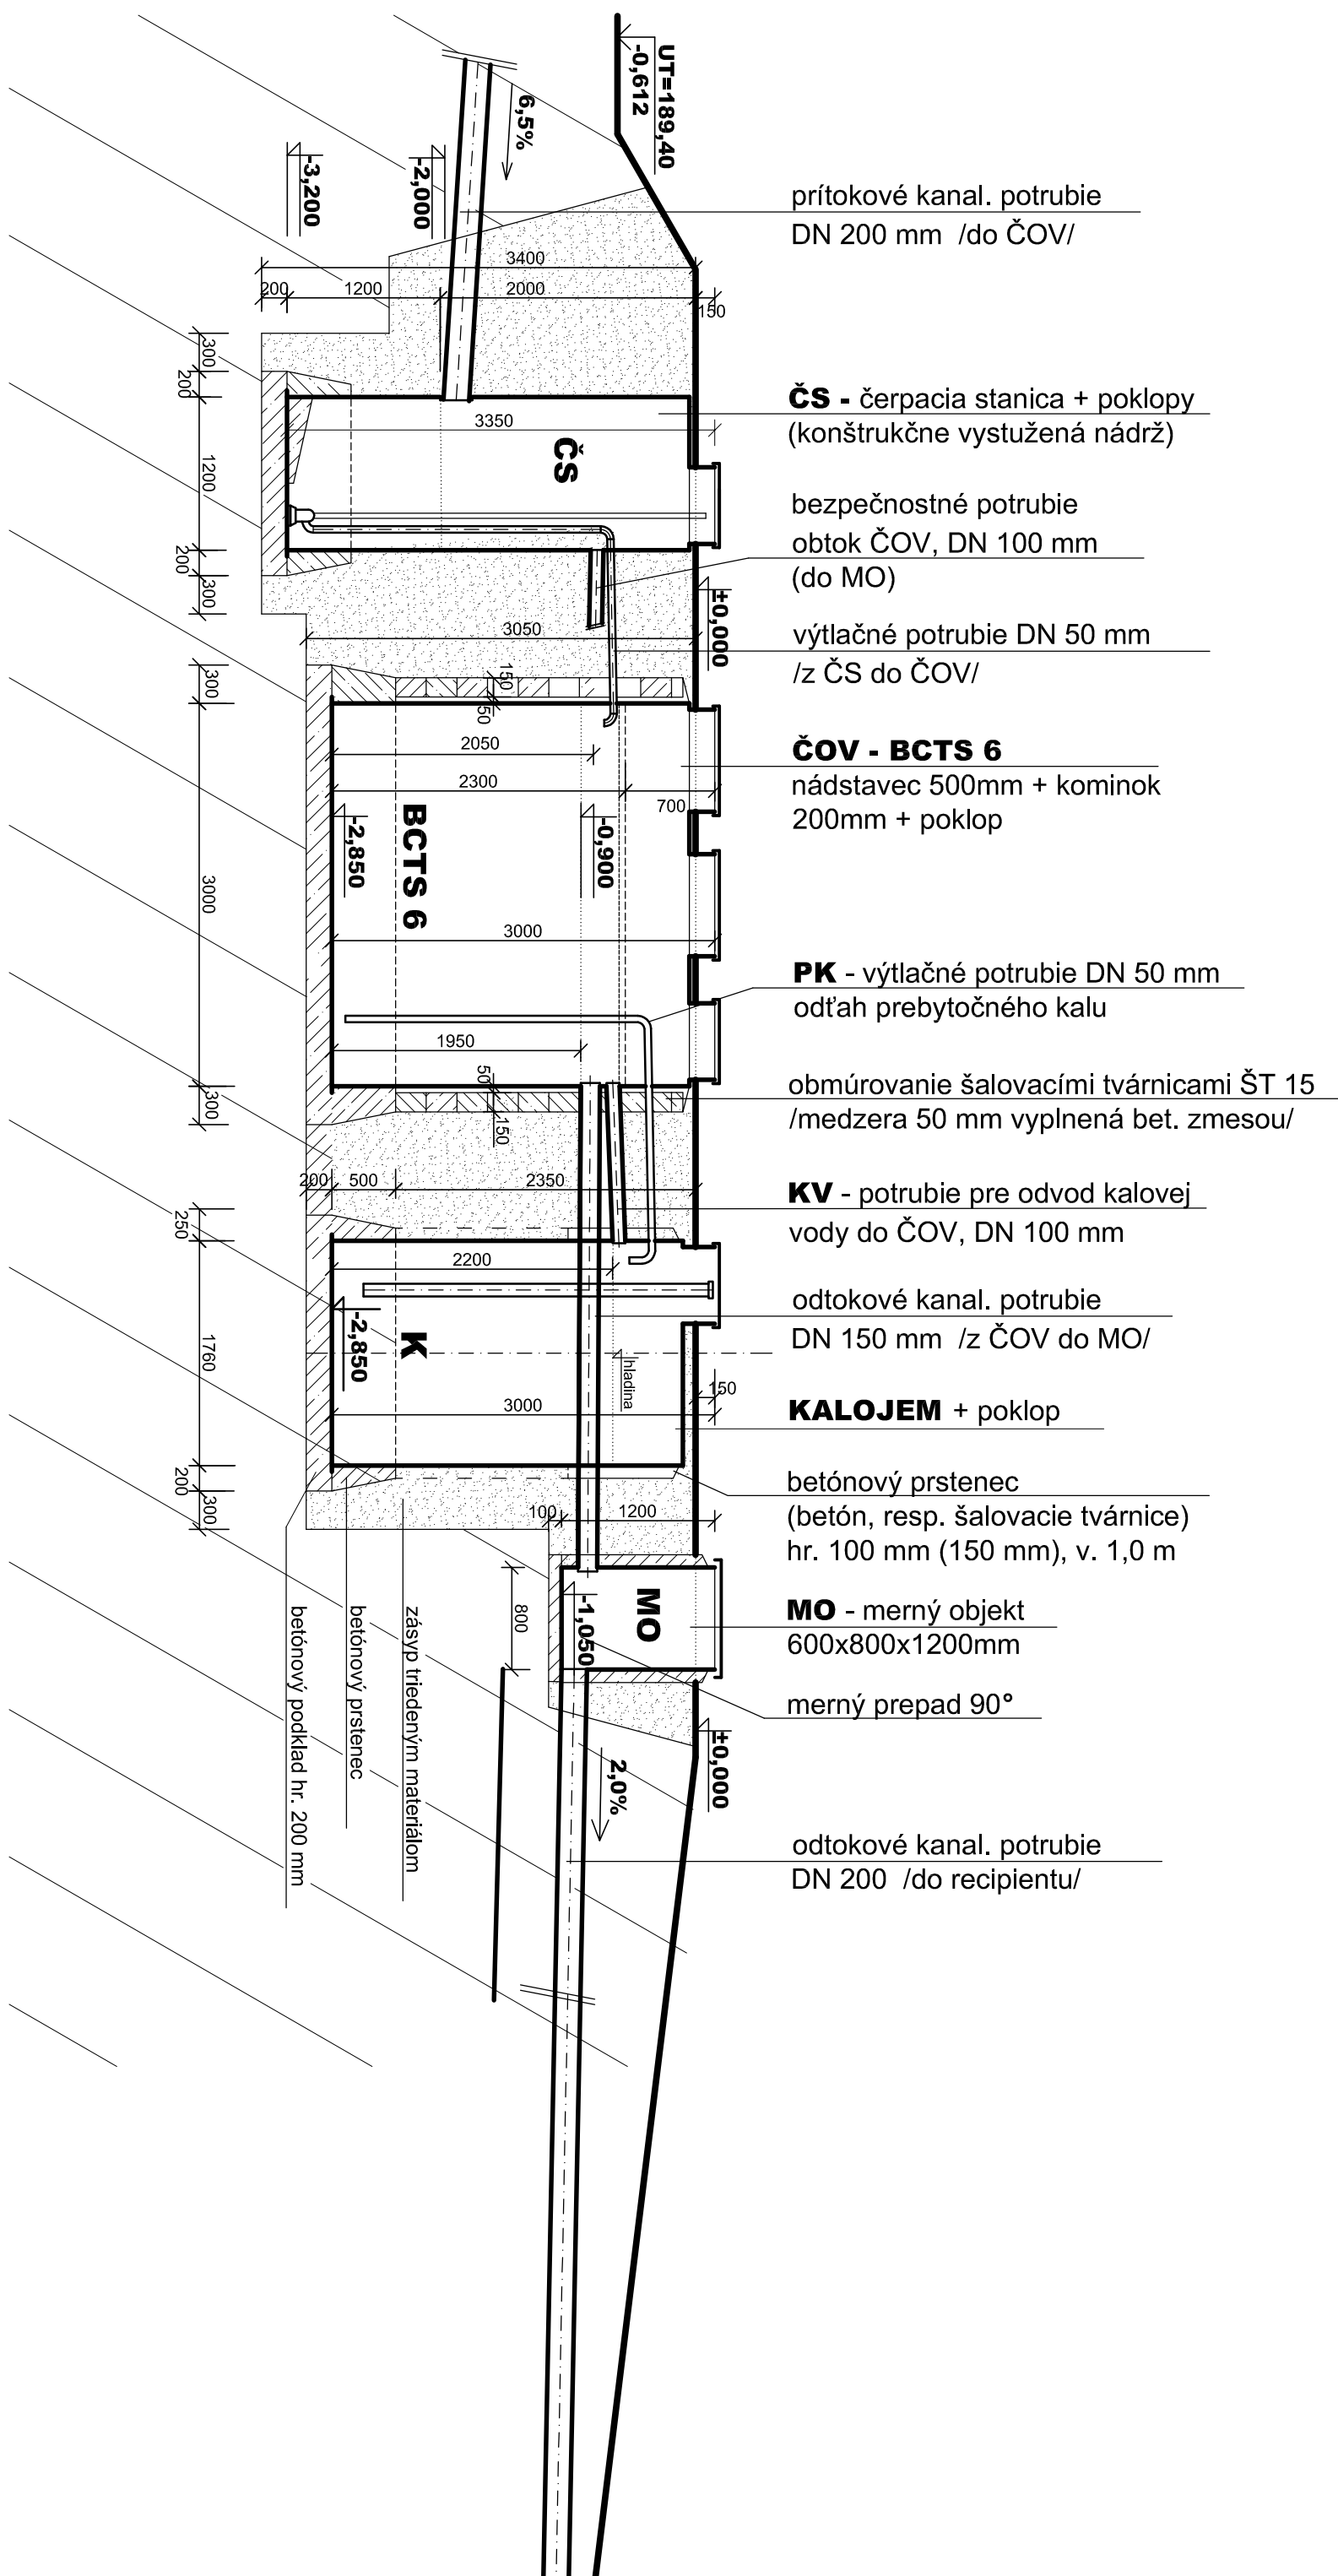 UT=189,40
-0,612
6,5%
-2,000
-3,200
prítokové kanal. potrubie
DN 200 mm /do ČOV/
3400
200
1200
2000
150
300
200
1200
200
300
ČS - čerpacia stanica + poklopy
(konštrukčne vystužená nádrž)
3350
ČS
bezpečnostné potrubie
obtok ČOV, DN 100 mm
(do MO)
±0,000
výtlačné potrubie DN 50 mm
/z ČS do ČOV/
3050
300
150
50
2050
ČOV - BCTS 6
nádstavec 500mm + kominok
200mm + poklop
2300
700
-2,850
BCTS 6
-0,900
3000
3000
PK - výtlačné potrubie DN 50 mm
odťah prebytočného kalu
1950
50
300
150
obmúrovanie šalovacími tvárnicami ŠT 15
/medzera 50 mm vyplnená bet. zmesou/
200
500
2350
KV - potrubie pre odvod kalovej
vody do ČOV, DN 100 mm
250
2200
odtokové kanal. potrubie
DN 150 mm /z ČOV do MO/
-2,850
K
1760
hladina
150
3000
KALOJEM + poklop
betónový prstenec
(betón, resp. šalovacie tvárnice)
hr. 100 mm (150 mm), v. 1,0 m
200
300
100
1200
800
-1,050
MO
MO - merný objekt
600x800x1200mm
merný prepad 90°
betónový podklad hr. 200 mm
betónový prstenec
zásyp triedeným materiálom
±0,000
2,0%
odtokové kanal. potrubie
DN 200 /do recipientu/